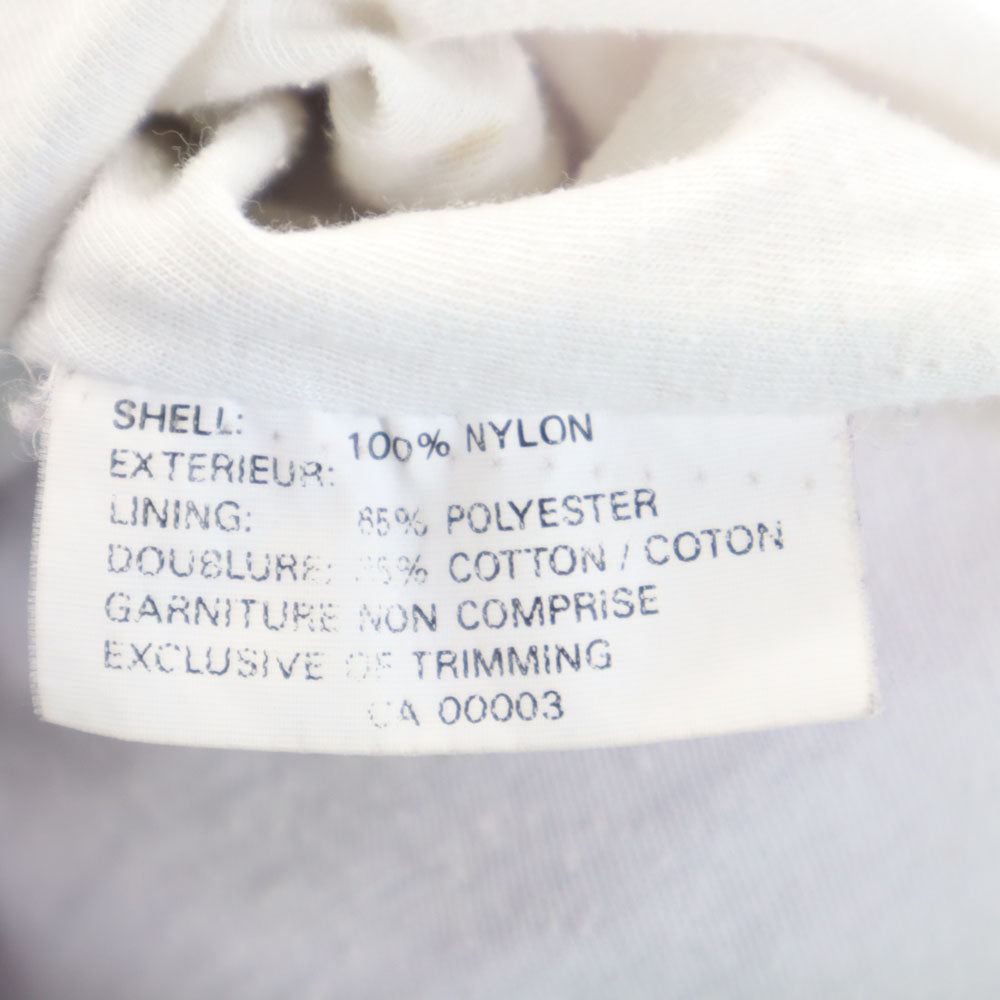 SHELL:
100% NYLON
EXTERIEUR:
LINING: 65% POLYESTER
DOUBLURE: 35% COTTON / COTON
GARNITURE NON COMPRISE
EXCLUSIVE OF TRIMMING
CA 00003